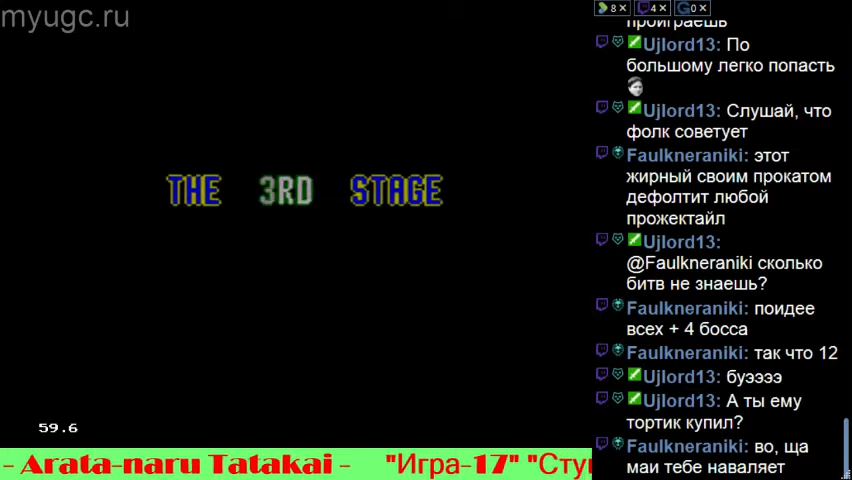 myugc.ru
THE 3RD STAGE
59.6
- Arata-naru Tatakai - "Игра-17" "Сту
8 × 4 × 0 ×
проиграешь
Ujlord13: По
большому легко попасть
Ujlord13: Слушай, что
фолк советует
Faulkneraniki: этот
жирный своим прокатом
дефолтит любой
прожектайл
Ujlord13:
@Faulkneraniki сколько
битв не знаешь?
Faulkneraniki: поидее
всех + 4 босса
Faulkneraniki: так что 12
Ujlord13: буэээээ
Ujlord13: А ты ему
тортик купил?
Faulkneraniki: во, ща
маи тебе наваляет